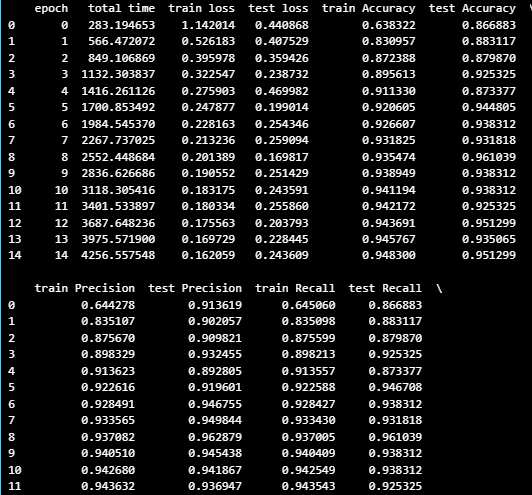 epoch total time train loss test loss train Accuracy test Accuracy \
0 0 283.194653 1.142014 0.440868 0.638322 0.866883
1 1 566.472072 0.526183 0.407529 0.830957 0.883117
2 2 849.106869 0.395978 0.359426 0.872388 0.879870
3 3 1132.303837 0.322547 0.238732 0.895613 0.925325
4 4 1416.261126 0.275903 0.469982 0.911330 0.873377
5 5 1700.853492 0.247877 0.199014 0.920605 0.944805
6 6 1984.545370 0.228163 0.254346 0.926607 0.938312
7 7 2267.737025 0.213236 0.259094 0.931825 0.931818
8 8 2552.448684 0.201389 0.169817 0.935474 0.961039
9 9 2836.626686 0.190552 0.251429 0.938949 0.938312
10 10 3118.305416 0.183175 0.243591 0.941194 0.938312
11 11 3401.533897 0.180334 0.255860 0.942172 0.925325
12 12 3687.648236 0.175563 0.203793 0.943691 0.951299
13 13 3975.571900 0.169729 0.228445 0.945767 0.935065
14 14 4256.557548 0.162059 0.243609 0.948300 0.951299
train Precision test Precision train Recall test Recall \
0 0.644278 0.913619 0.645060 0.866883
1 0.835107 0.902057 0.835098 0.883117
2 0.875670 0.909821 0.875599 0.879870
3 0.898329 0.932455 0.898213 0.925325
4 0.913623 0.892805 0.913557 0.873377
5 0.922616 0.919601 0.922588 0.946708
6 0.928491 0.946755 0.928427 0.938312
7 0.933565 0.949844 0.933430 0.931818
8 0.937082 0.962879 0.937005 0.961039
9 0.940510 0.945438 0.940409 0.938312
10 0.942680 0.941867 0.942549 0.938312
11 0.943632 0.936947 0.943543 0.925325